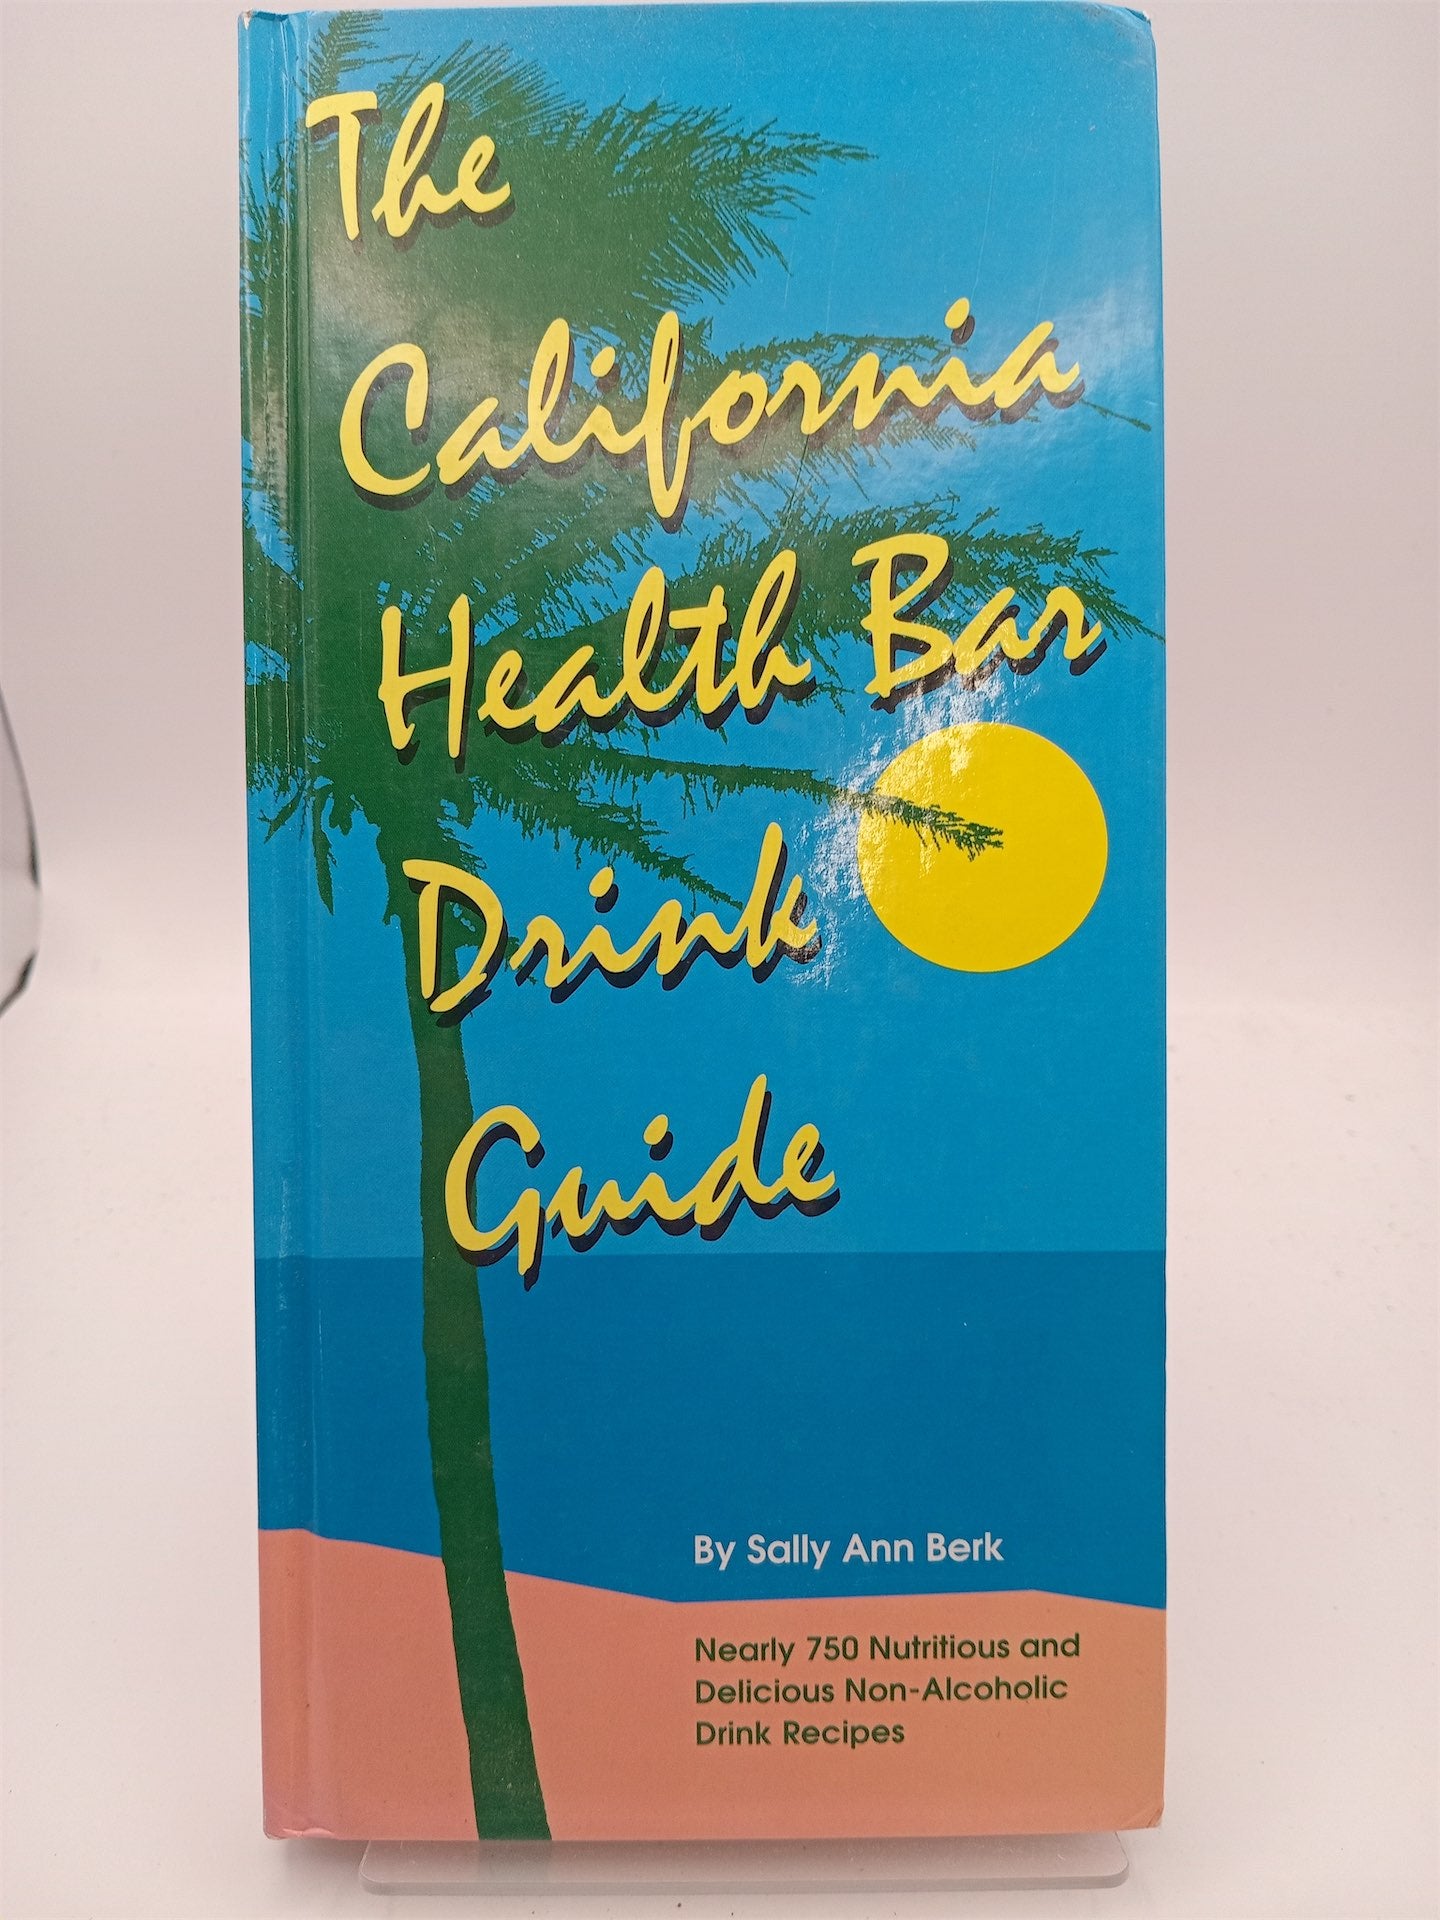 The
California
Health Bar
Drink
Guide
By Sally Ann Berk
Nearly 750 Nutritious and
Delicious Non-Alcoholic
Drink Recipes